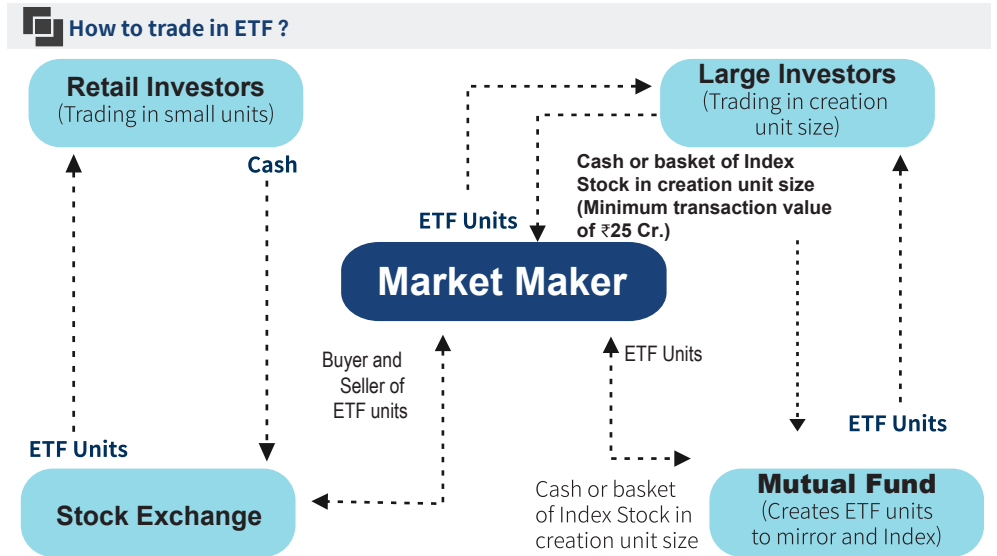 How to trade in ETF ?
Retail Investors
(Trading in small units)
Large Investors
(Trading in creation
unit size)
Cash
Cash or basket of Index
Stock in creation unit size
(Minimum transaction value
of ₹25 Cr.)
ETF Units
Market Maker
Buyer and
Seller of
ETF units
ETF Units
ETF Units
ETF Units
Stock Exchange
Cash or basket
of Index Stock in
creation unit size
Mutual Fund
(Creates ETF units
to mirror and Index)